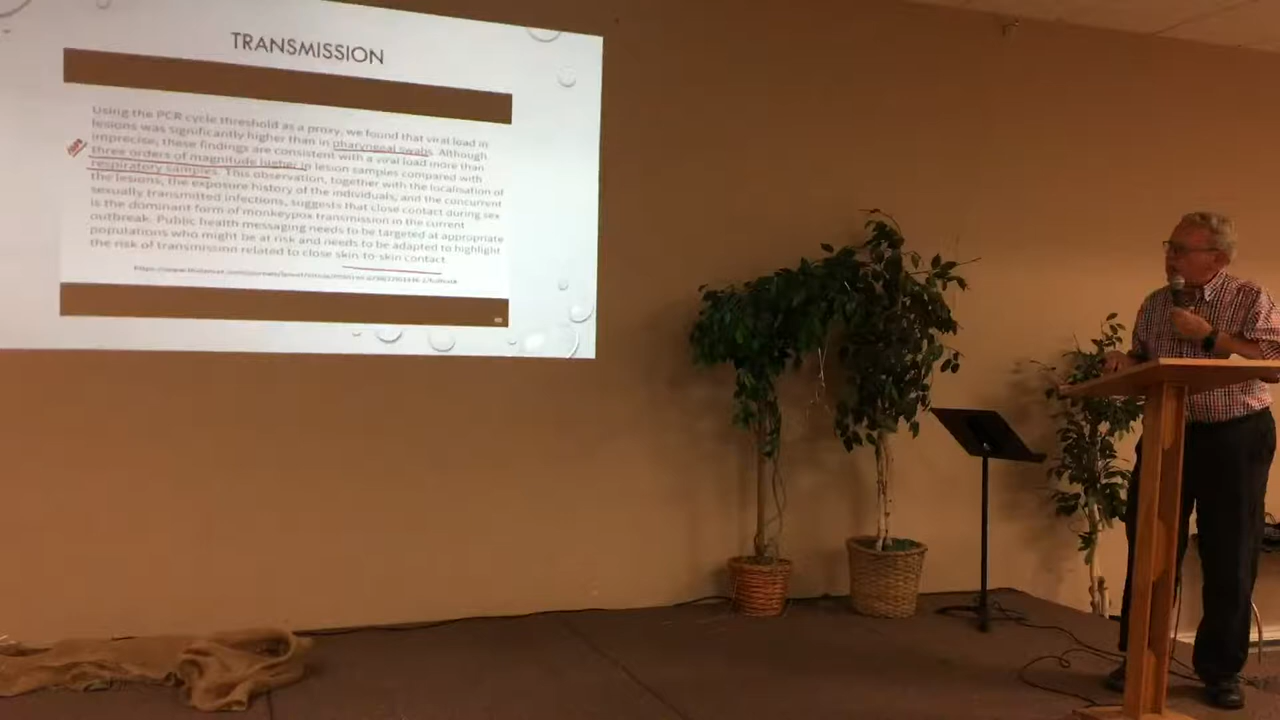 TRANSMISSION
Using the PCR cycle threshold as a proxy, we found that viral load in
lesions was significantly higher than in pharyngeal swabs. Although
imprecise, these findings are consistent with a viral load more than
three orders of magnitude higher in lesion samples compared with
respiratory samples. This observation, together with the localisation of
the lesions, the exposure history of the individuals, and the concurrent
sexually transmitted infections, suggests that close contact during sex
is the dominant form of monkeypox transmission in the current
outbreak. Public health messaging needs to be targeted at appropriate
populations who might be at risk and needs to be adapted to highlight
the risk of transmission related to close skin-to-skin contact.